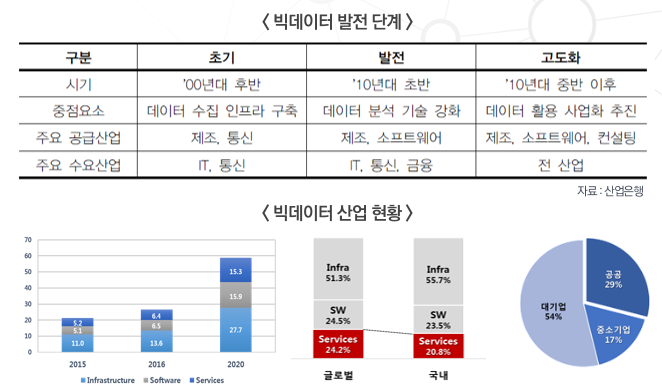 < 빅데이터 발전 단계 >
구분 초기 발전 고도화
시기 '00년대 후반 '10년대 초반 '10년대 중반 이후
중점요소 데이터 수집 인프라 구축 데이터 분석 기술 강화 데이터 활용 사업화 추진
주요 공급산업 제조, 통신 제조, 소프트웨어 제조, 소프트웨어, 컨설팅
주요 수요산업 IT, 통신 IT, 통신, 금융 전 산업
자료 : 산업은행
< 빅데이터 산업 현황 >
70
60
50
40
30
20
10
0
5.2
5.1
11.0
6.4
6.5
13.6
15.3
15.9
27.7
2015 2016 2020
Infrastructure Software Services
Infra
51.3%
SW
24.5%
Services
24.2%
글로벌
Infra
55.7%
SW
23.5%
Services
20.8%
국내
공공
29%
대기업
54%
중소기업
17%